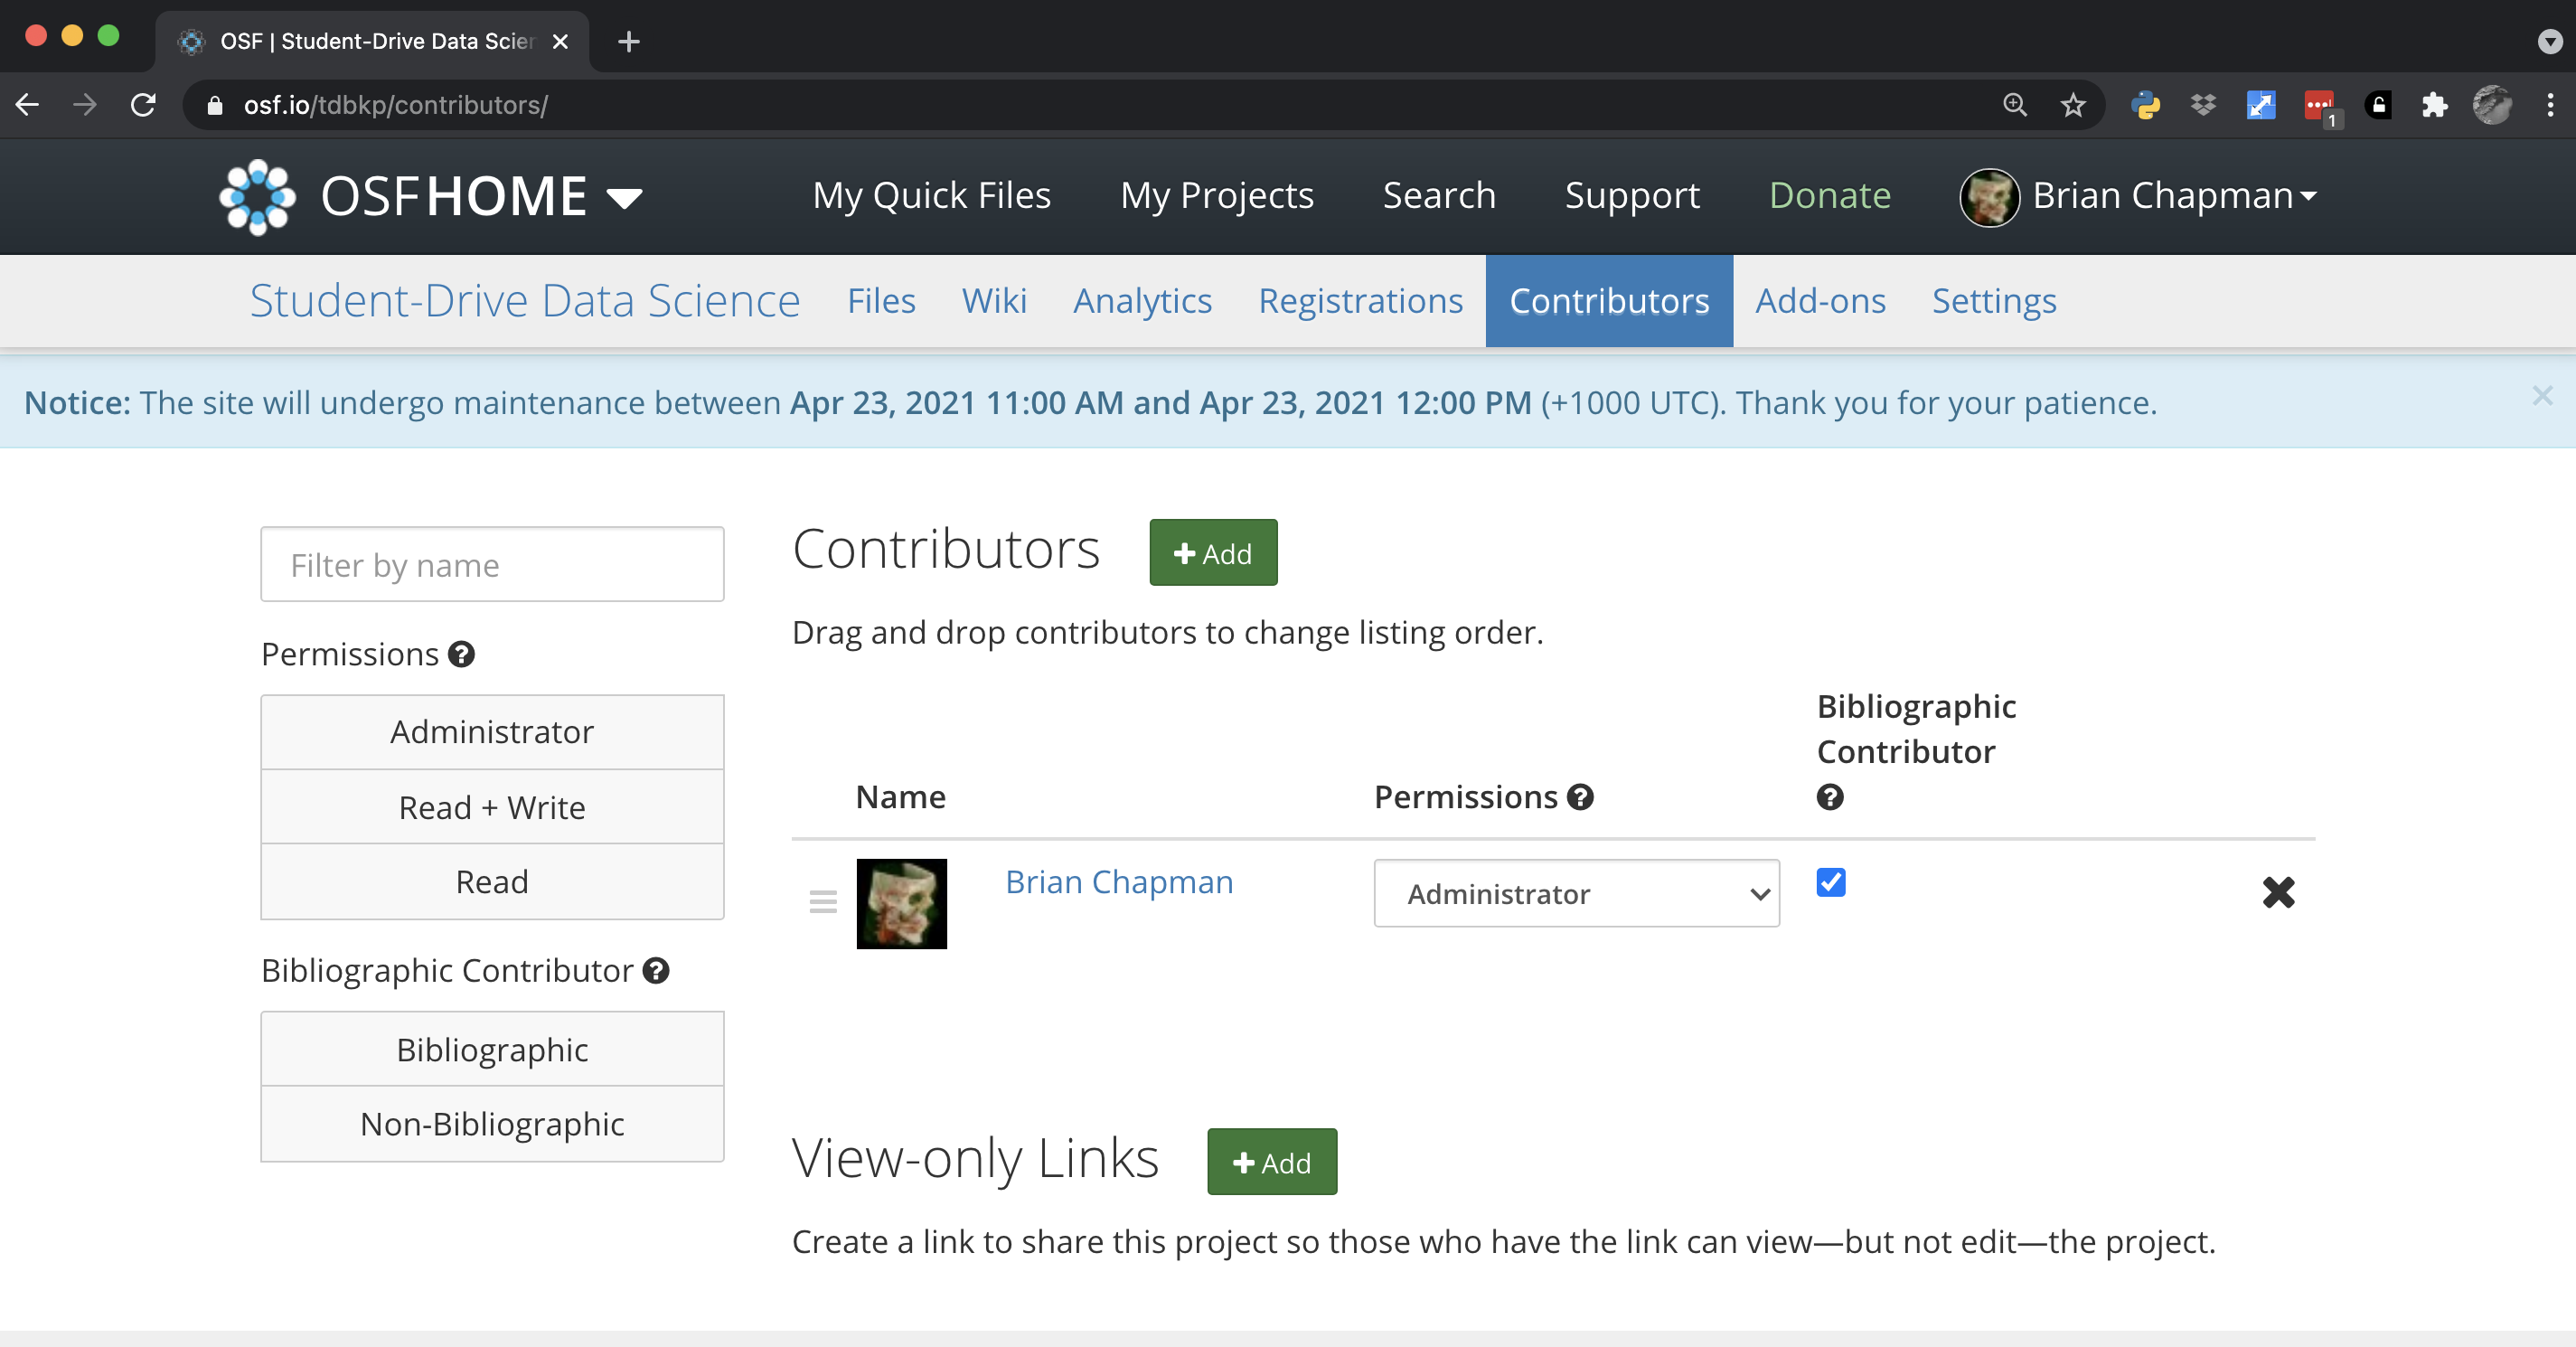 OSF | Student-Drive Data Scien
osf.io/tdbkp/contributors/
1
OSFHOME My Quick Files My Projects Search Support Donate Brian Chapman
Student-Drive Data Science Files Wiki Analytics Registrations Contributors Add-ons Settings
Notice: The site will undergo maintenance between Apr 23, 2021 11:00 AM and Apr 23, 2021 12:00 PM (+1000 UTC). Thank you for your patience.
Filter by name
Permissions
Administrator
Read + Write
Read
Bibliographic Contributor
Bibliographic
Non-Bibliographic
Contributors
+ Add
Drag and drop contributors to change listing order.
Name
Permissions
Bibliographic
Contributor
Brian Chapman
Administrator
View-only Links
+ Add
Create a link to share this project so those who have the link can view—but not edit—the project.